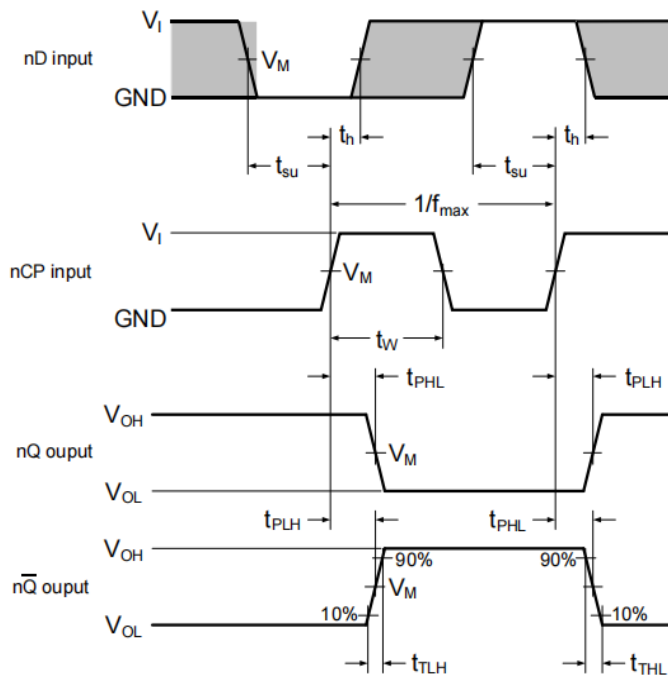 V_I
nD input
V_M
GND
t_h
t_h
t_su
t_su
1/f_max
V_I
nCP input
V_M
GND
t_W
t_PHL
t_PLH
V_OH
nQ ouput
V_M
V_OL
t_PLH
t_PHL
V_OH
90%
90%
nQ̅ ouput
V_M
10%
10%
V_OL
t_TLH
t_THL